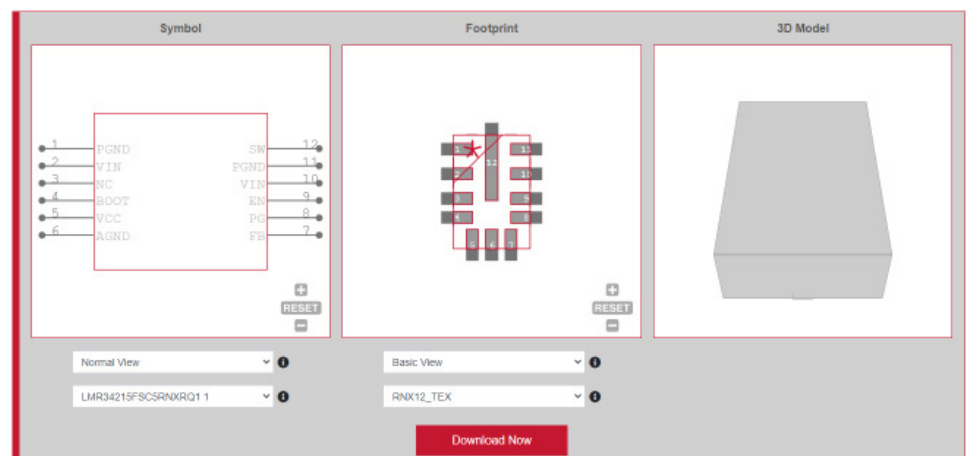 Symbol
Footprint
3D Model
1 PGND SW 12
2 VIN PGND 11
3 NC VIN 10
4 BOOT EN 9
5 VCC PG 8
6 AGND FB 7
1 11
12
2 10
3 9
4 8
5 6 7
RESET
RESET
Normal View
Basic View
LMR34215FSC5RNXRQ1 1
RNX12_TEX
Download Now